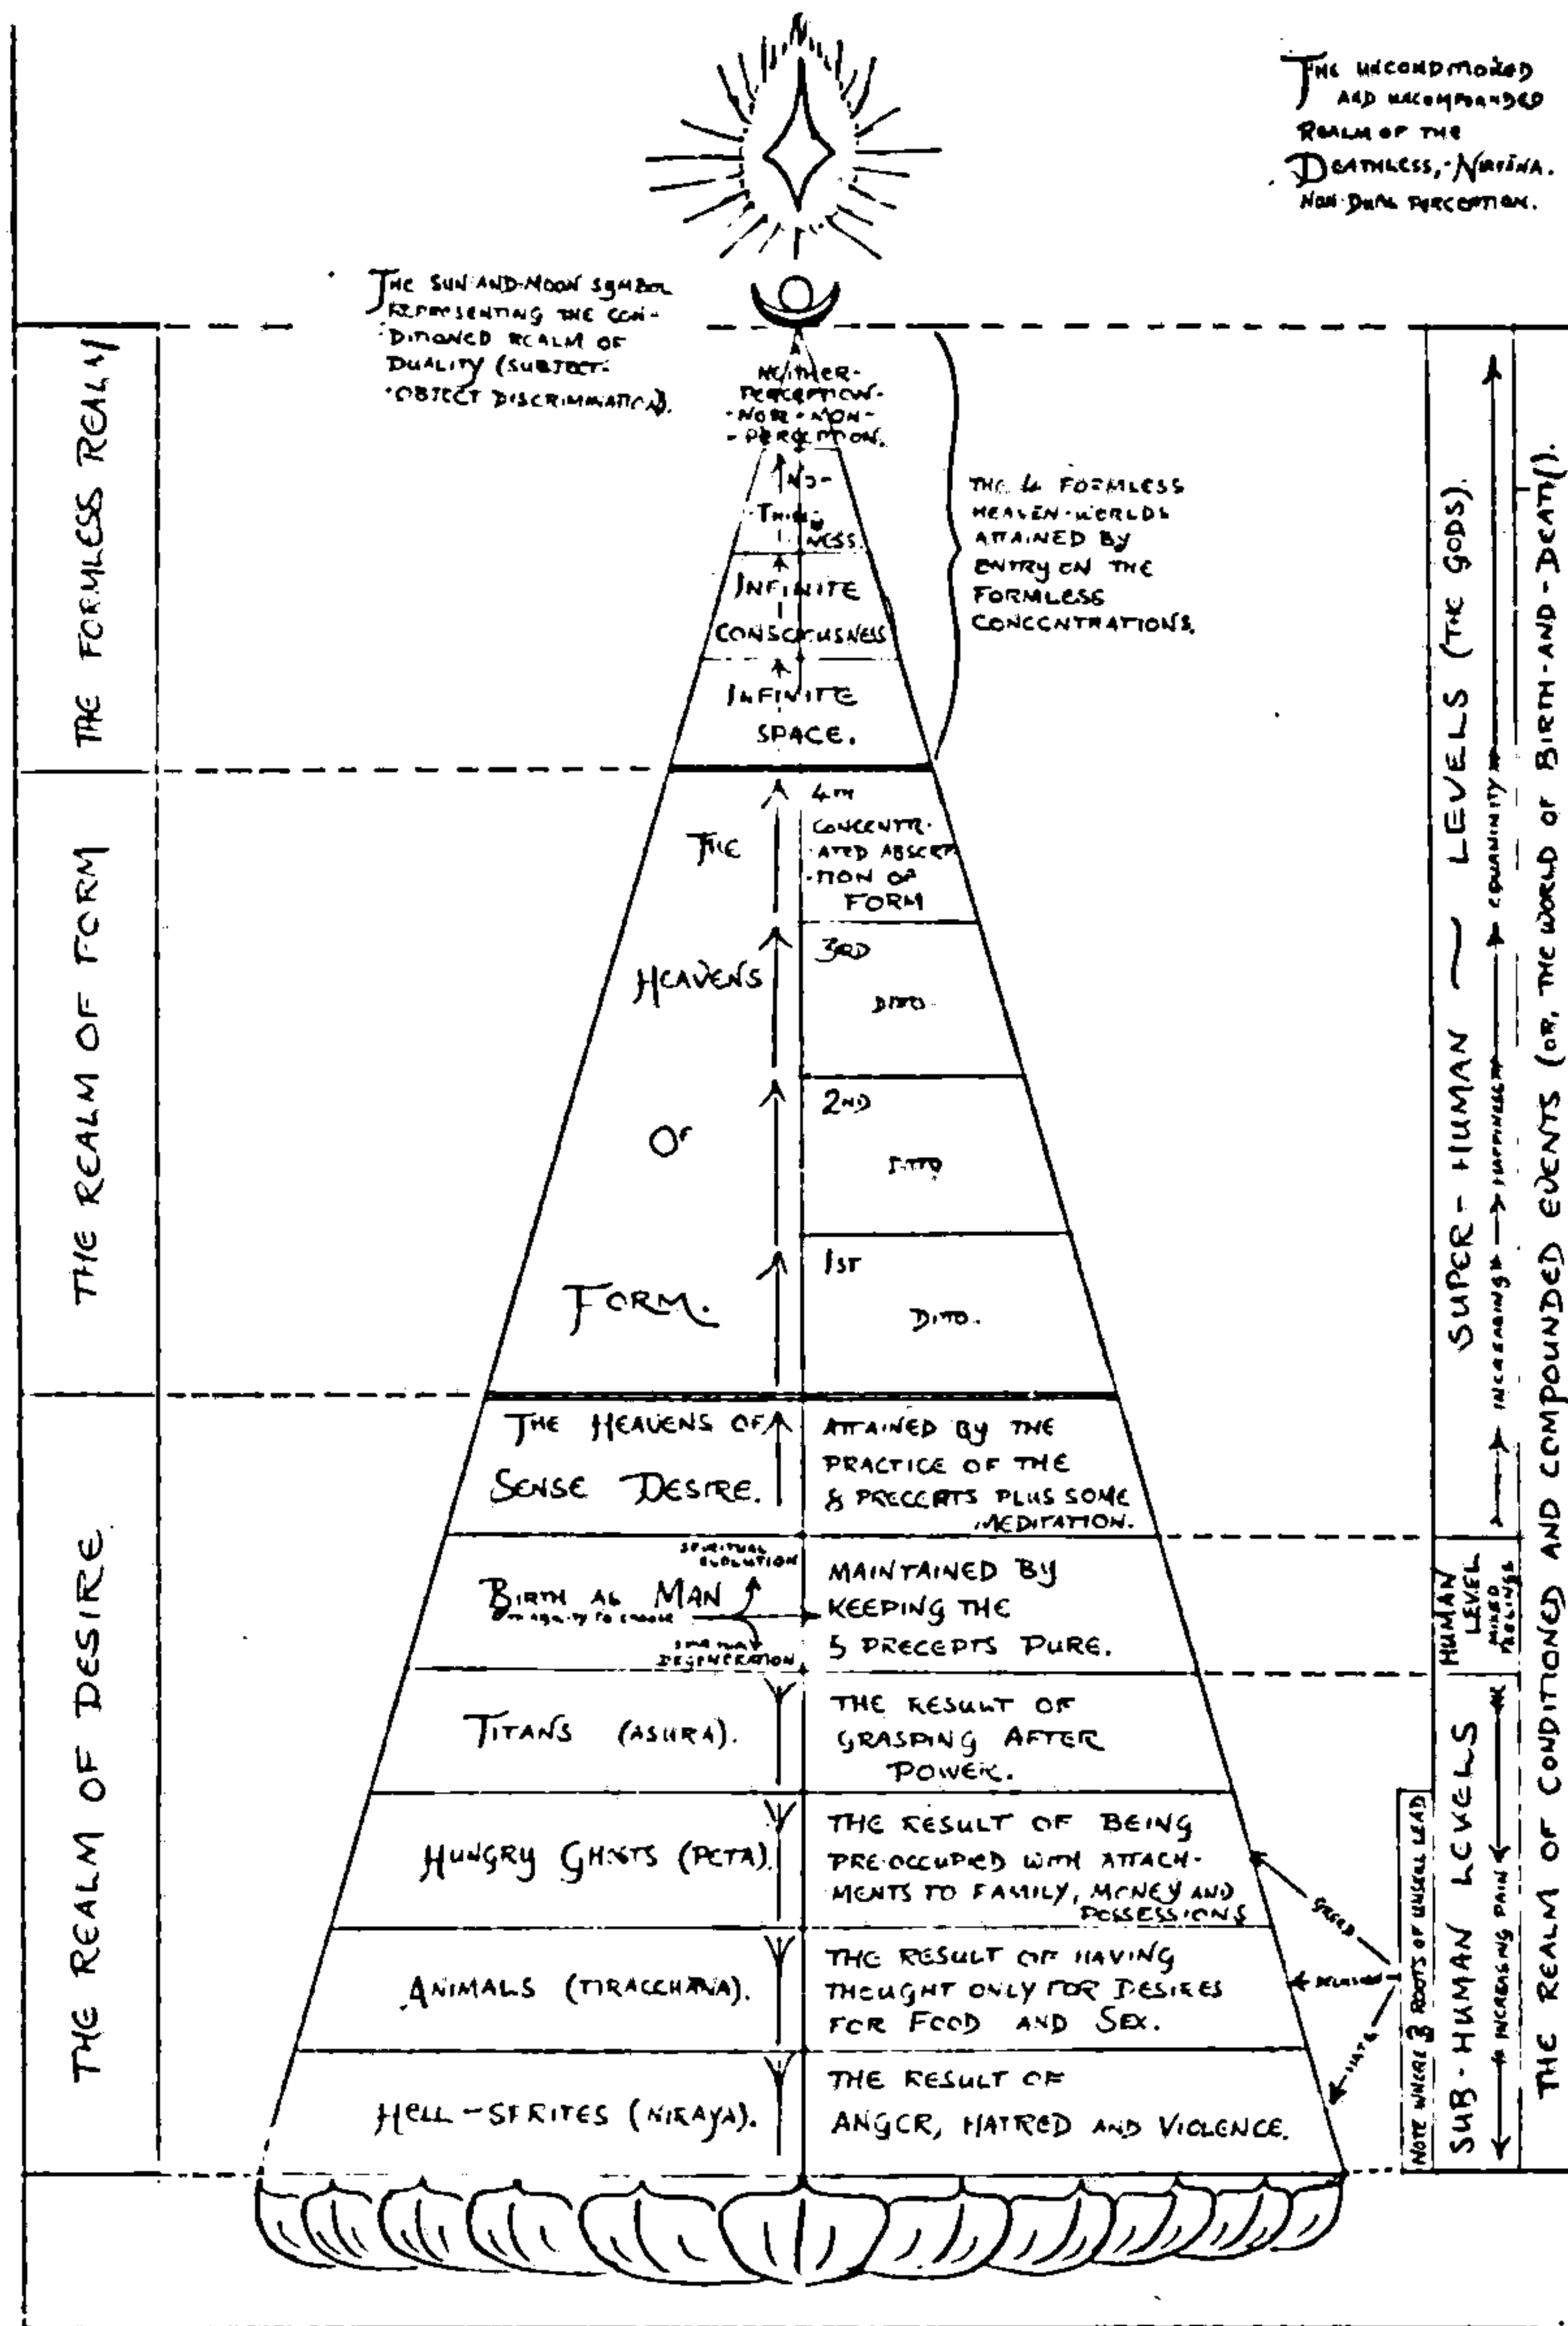 THE UNCONDITIONED
AND UNCOMPOUNDED
REALM OF THE
DEATHLESS, NIRVĀNA.
NON-DUAL PERCEPTION.
THE SUN-AND-MOON SYMBOL
REPRESENTING THE CON-
DITIONED REALM OF
DUALITY (SUBJECT-
OBJECT DISCRIMINATION).
THE FORMLESS REALM
NEITHER-
PERCEPTION-
-NOR-NON-
-PERCEPTION.
NO-
THING
NESS.
INFINITE
CONSCIOUSNESS
INFINITE
SPACE.
THE 4 FORMLESS
HEAVEN-WORLDS
ATTAINED BY
ENTRY ON THE
FORMLESS
CONCENTRATIONS.
THE REALM OF FORM
THE
HEAVENS
OF
FORM.
4TH
CONCENTR-
-ATED ABSORP-
-TION OF
FORM
3RD
DITTO
2ND
DITTO
1ST
DITTO.
THE REALM OF DESIRE
THE HEAVENS OF
SENSE DESIRE.
ATTAINED BY THE
PRACTICE OF THE
8 PRECEPTS PLUS SOME
MEDITATION.
SPIRITUAL
EVOLUTION
BIRTH AS MAN
TO CHOOSE
DEGENERATION
MAINTAINED BY
KEEPING THE
5 PRECEPTS PURE.
TITANS (ASURA).
THE RESULT OF
GRASPING AFTER
POWER.
HUNGRY GHOSTS (PETA).
THE RESULT OF BEING
PRE-OCCUPIED WITH ATTACH-
MENTS TO FAMILY, MONEY AND
POSSESSIONS
ANIMALS (TIRACCHANA).
THE RESULT OF HAVING
THOUGHT ONLY FOR DESIRES
FOR FOOD AND SEX.
HELL-SPRITES (NIRAYA).
THE RESULT OF
ANGER, HATRED AND VIOLENCE.
GREED
DELUSION
HATE
NOTE WHERE 3 ROOTS OF UNSKILL LEAD
SUPER-HUMAN LEVELS (THE GODS).
INCREASING HAPPINESS EQUANIMITY
HUMAN
LEVEL
MIXED
FEELINGS
SUB-HUMAN LEVELS
INCREASING PAIN
THE REALM OF CONDITIONED AND COMPOUNDED EVENTS (OR, THE WORLD OF BIRTH-AND-DEATH).